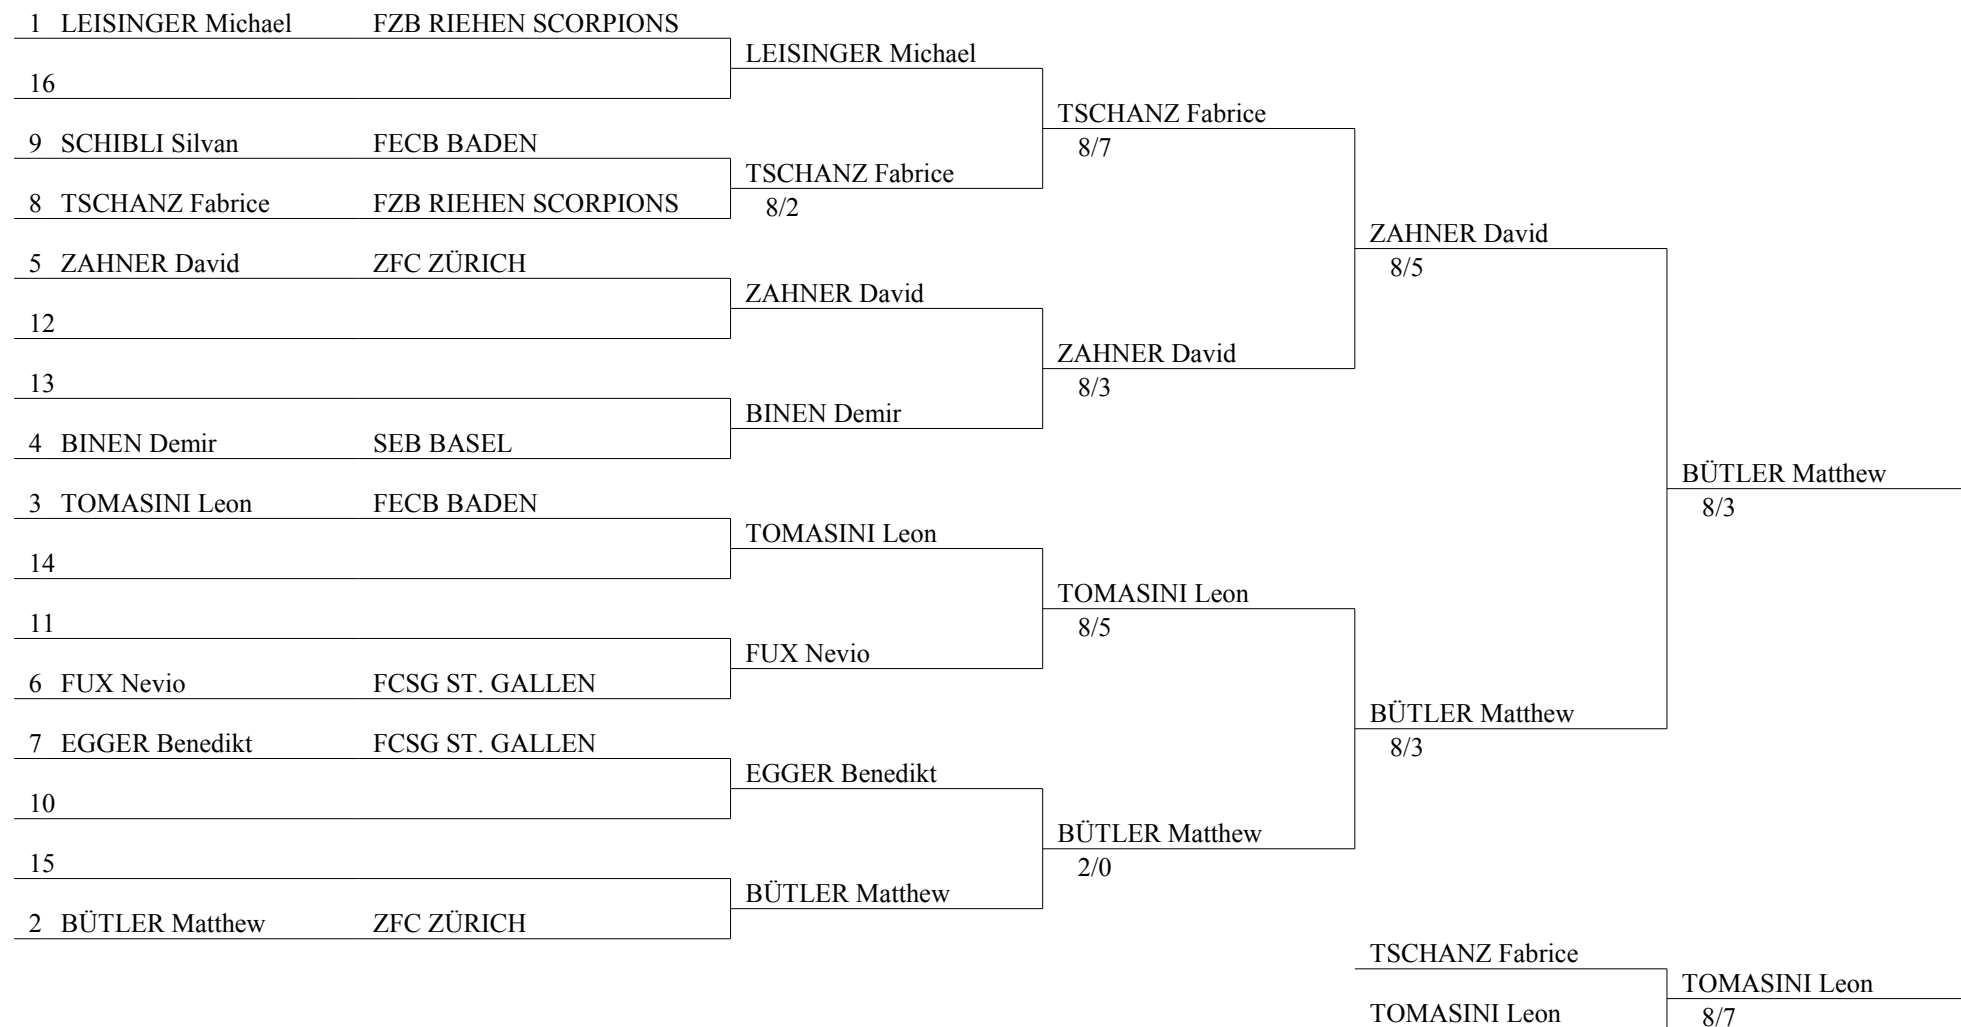 1 LEISINGER Michael FZB RIEHEN SCORPIONS
LEISINGER Michael
16
TSCHANZ Fabrice
8/7
9 SCHIBLI Silvan FECB BADEN
TSCHANZ Fabrice
8 TSCHANZ Fabrice FZB RIEHEN SCORPIONS
8/2
ZAHNER David
8/5
5 ZAHNER David ZFC ZÜRICH
ZAHNER David
12
ZAHNER David
8/3
13
BINEN Demir
4 BINEN Demir SEB BASEL
BÜTLER Matthew
8/3
3 TOMASINI Leon FECB BADEN
TOMASINI Leon
14
TOMASINI Leon
8/5
11
FUX Nevio
6 FUX Nevio FCSG ST. GALLEN
BÜTLER Matthew
8/3
7 EGGER Benedikt FCSG ST. GALLEN
EGGER Benedikt
10
BÜTLER Matthew
2/0
15
BÜTLER Matthew
2 BÜTLER Matthew ZFC ZÜRICH
TSCHANZ Fabrice
TOMASINI Leon
TOMASINI Leon
8/7